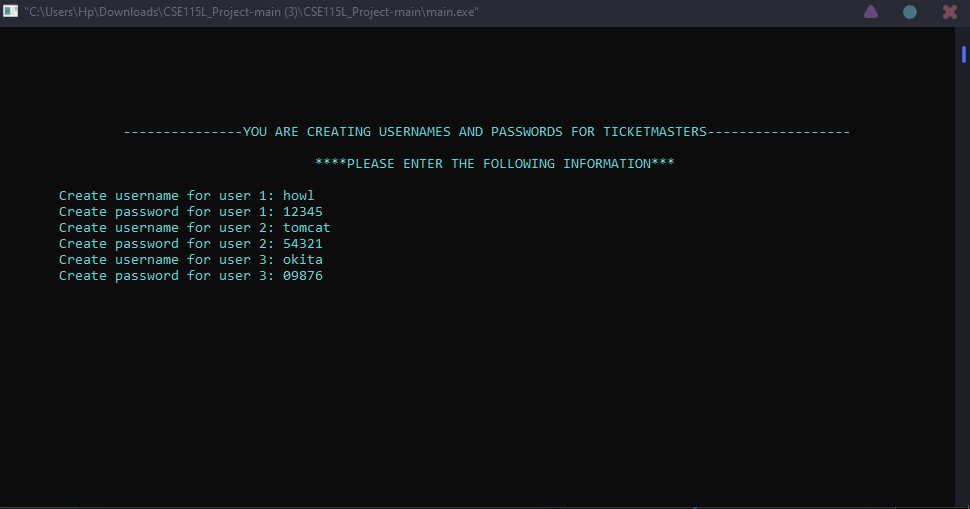 "C:\Users\Hp\Downloads\CSE115L_Project-main (3)\CSE115L_Project-main\main.exe"
---------------YOU ARE CREATING USERNAMES AND PASSWORDS FOR TICKETMASTERS------------------
****PLEASE ENTER THE FOLLOWING INFORMATION***
Create username for user 1: howl
Create password for user 1: 12345
Create username for user 2: tomcat
Create password for user 2: 54321
Create username for user 3: okita
Create password for user 3: 09876